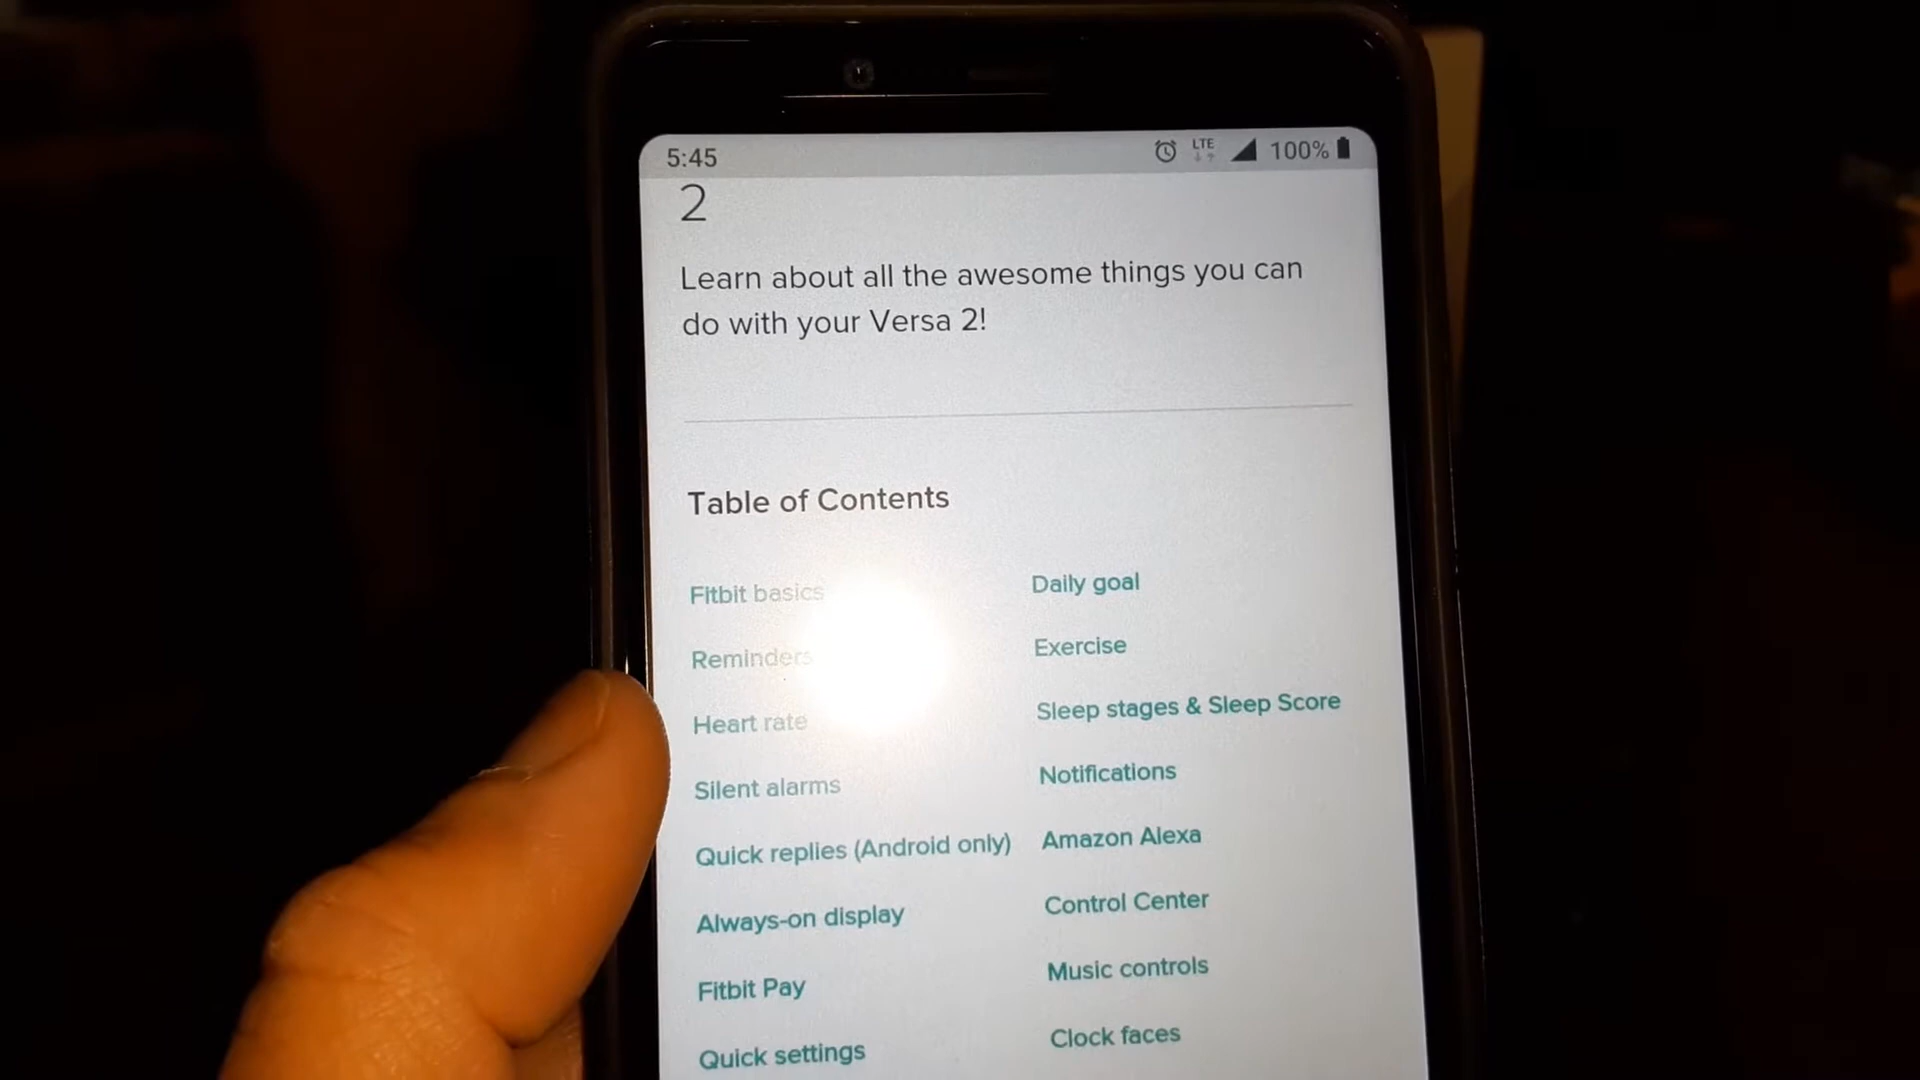 5:45
LTE
100%
2
Learn about all the awesome things you can
do with your Versa 2!
Table of Contents
Fitbit basics
Daily goal
Reminders
Exercise
Heart rate
Sleep stages & Sleep Score
Silent alarms
Notifications
Quick replies (Android only)
Amazon Alexa
Always-on display
Control Center
Fitbit Pay
Music controls
Quick settings
Clock faces